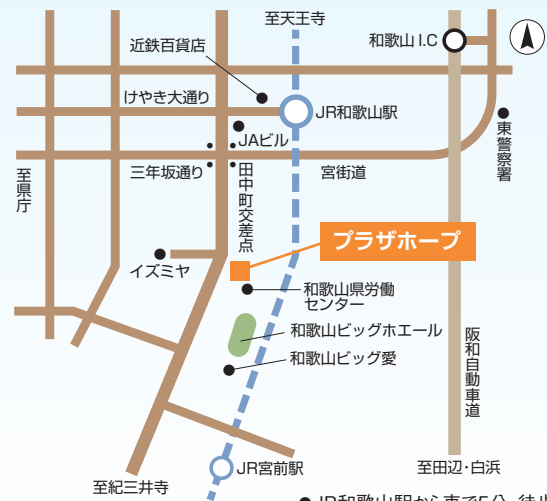 至天王寺
近鉄百貨店
和歌山 I.C
けやき大通り
JR和歌山駅
JAビル
東警察署
三年坂通り
宮街道
至県庁
田中町交差点
プラザホープ
イズミヤ
和歌山県労働
センター
和歌山ビッグホエール
和歌山ビッグ愛
阪和自動車道
JR宮前駅
至田辺・白浜
至紀三井寺